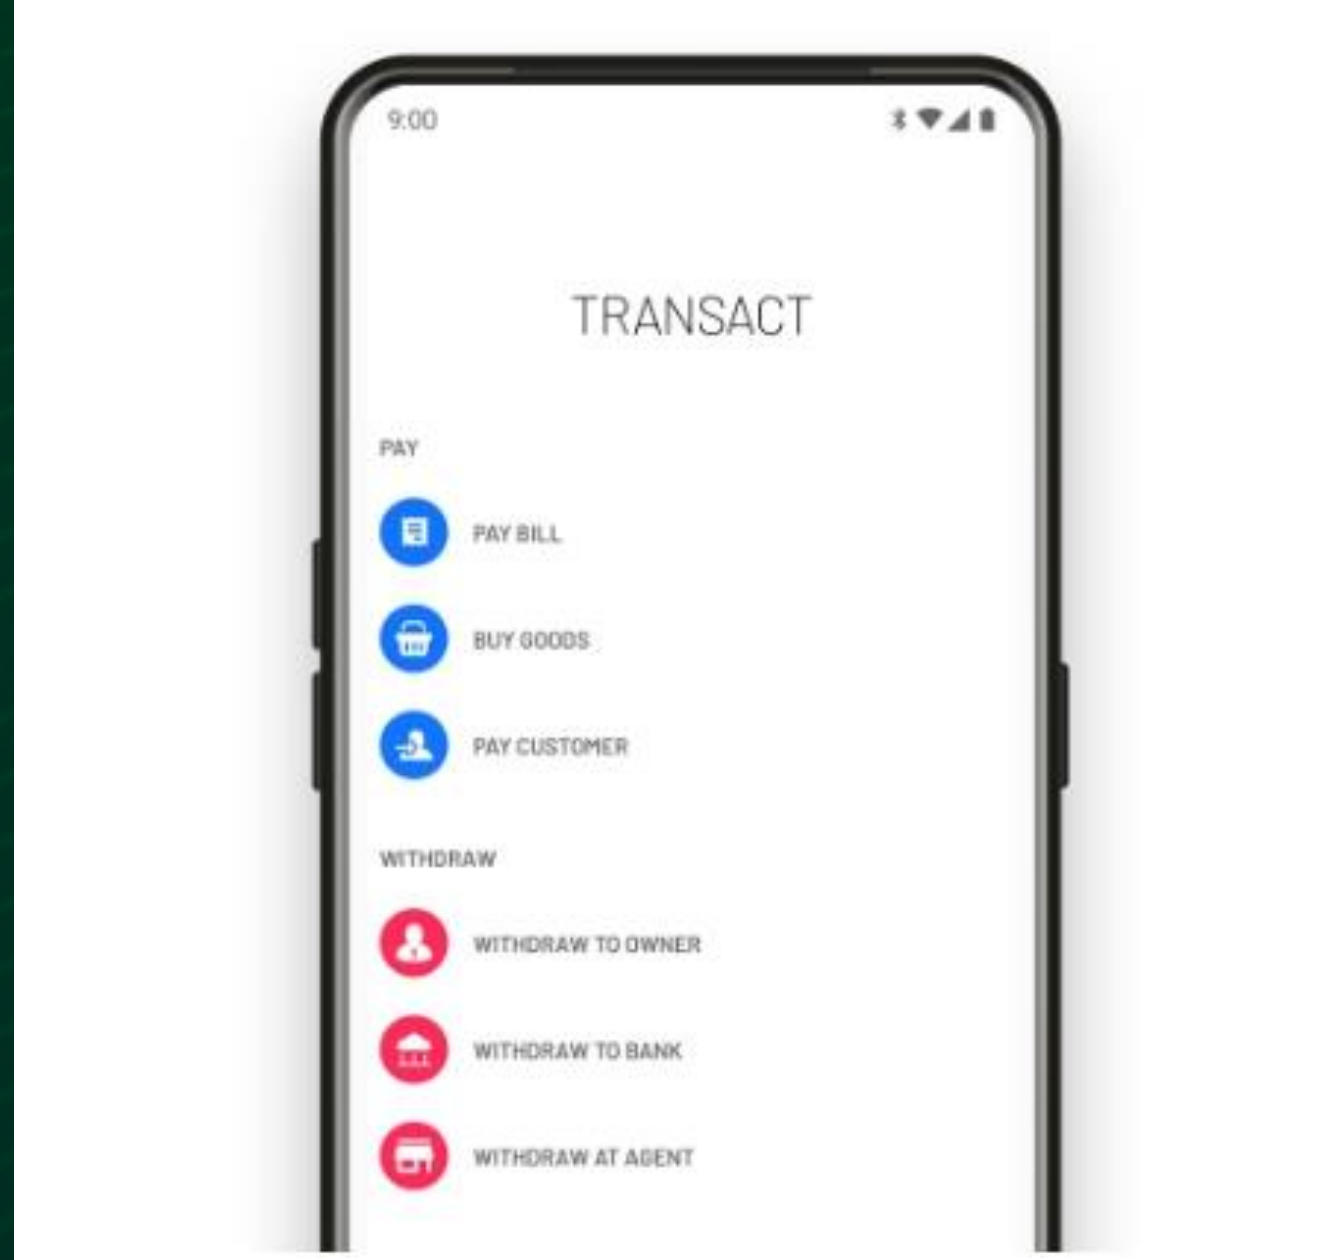 9:00
TRANSACT
PAY
PAY BILL
BUY GOODS
PAY CUSTOMER
WITHDRAW
WITHDRAW TO OWNER
WITHDRAW TO BANK
WITHDRAW AT AGENT